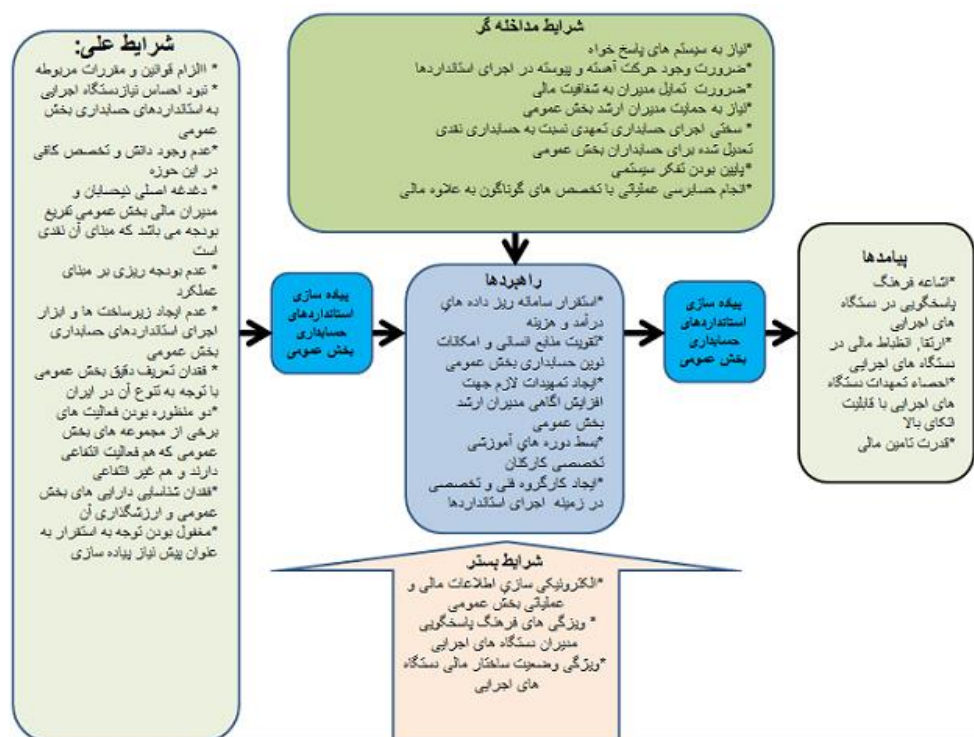 شرایط علی:
* االزام قوانین و مقررات مربوطه
* نبود احساس نیازدستگاه اجرایی
به استانداردهای حسابداری بخش
عمومی
*عدم وجود دانش و تخصص کافی
در این حوزه
* دغدغه اصلی ذیحسابان و
مدیران مالی بخش عمومی تفریغ
بودجه می باشد که مبنای آن نقدی
است
* عدم بودجه ریزی بر مبنای
عملکرد
* عدم ایجاد زیرساخت ها و ابزار
اجرای استانداردهای حسابداری
بخش عمومی
* فقدان تعریف دقیق بخش عمومی
با توجه به تنوع آن در ایران
*دو منظوره بودن فعالیت های
برخی از مجموعه های بخش
عمومی که هم فعالیت انتفاعی
دارند و هم غیر انتفاعی
*فقدان شناسایی دارایی های بخش
عمومی و ارزشگذاری آن
*مغفول بودن توجه به استقرار به
عنوان پیش نیاز پیاده سازی
شرایط مداخله گر
*نیاز به سیستم های پاسخ خواه
*ضرورت وجود حرکت آهسته و پیوسته در اجرای استانداردها
*ضرورت تمایل مدیران به شفافیت مالی
*نیاز به حمایت مدیران ارشد بخش عمومی
* سختی اجرای حسابداری تعهدی نسبت به حسابداری نقدی
تعدیل شده برای حسابداران بخش عمومی
*پایین بودن تفکر سیستمی
*انجام حسابرسی عملیاتی با تخصص های گوناگون به علاوه مالی
پیاده سازی
استانداردهای
حسابداری
بخش عمومی
راهبردها
*استقرار سامانه ریز داده هاي
درآمد و هزینه
*تقویت منابع انسانی و امکانات
نوین حسابداری بخش عمومی
*ایجاد تمهیدات لازم جهت
افزایش آگاهی مدیران ارشد
بخش عمومی
*بسط دوره هاي آموزشی
تخصصی کارکنان
*ایجاد کارگروه فنی و تخصصی
در زمینه اجرای استانداردها
پیاده سازی
استانداردهای
حسابداری
بخش عمومی
پیامدها
*اشاعه فرهنگ
پاسخگویی در دستگاه
های اجرایی
*ارتقاء انظباط مالی در
دستگاه های اجرایی
*احصاء تعهدات دستگاه
های اجرایی با قابلیت
اتکای بالا
*قدرت تامین مالی
شرایط بستر
*الکترونیکی سازي اطلاعات مالی و
عملیاتی بخش عمومی
* ویژگی های فرهنگ پاسخگویی
مدیران دستگاه های اجرایی
*ویژگی وضعیت ساختار مالی دستگاه
های اجرایی